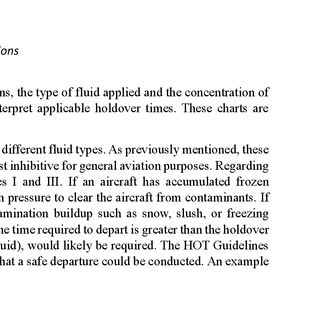 ons
ns, the type of fluid applied and the concentration of
terpret applicable holdover times. These charts are
different fluid types. As previously mentioned, these
st inhibitive for general aviation purposes. Regarding
s I and III. If an aircraft has accumulated frozen
h pressure to clear the aircraft from contaminants. If
amination buildup such as snow, slush, or freezing
he time required to depart is greater than the holdover
uid), would likely be required. The HOT Guidelines
hat a safe departure could be conducted. An example